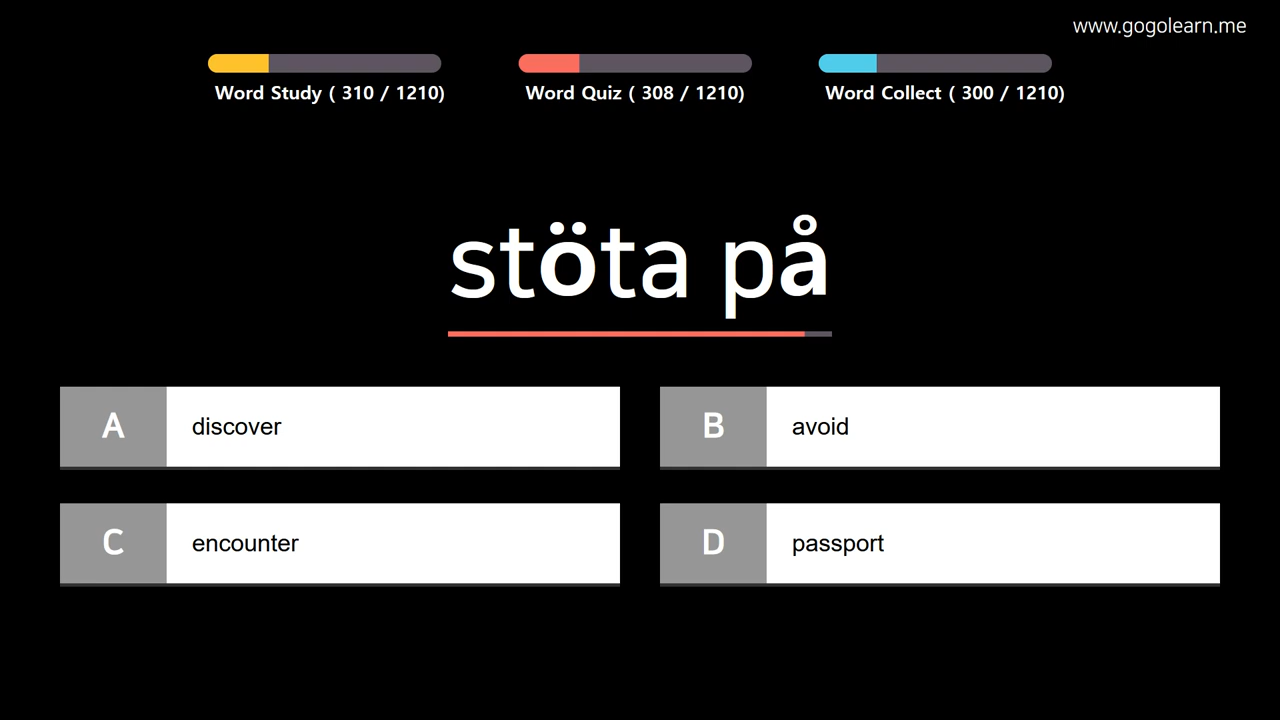 www.gogolearn.me
Word Study ( 310 / 1210)
Word Quiz ( 308 / 1210)
Word Collect ( 300 / 1210)
stöta på
A
discover
B
avoid
C
encounter
D
passport